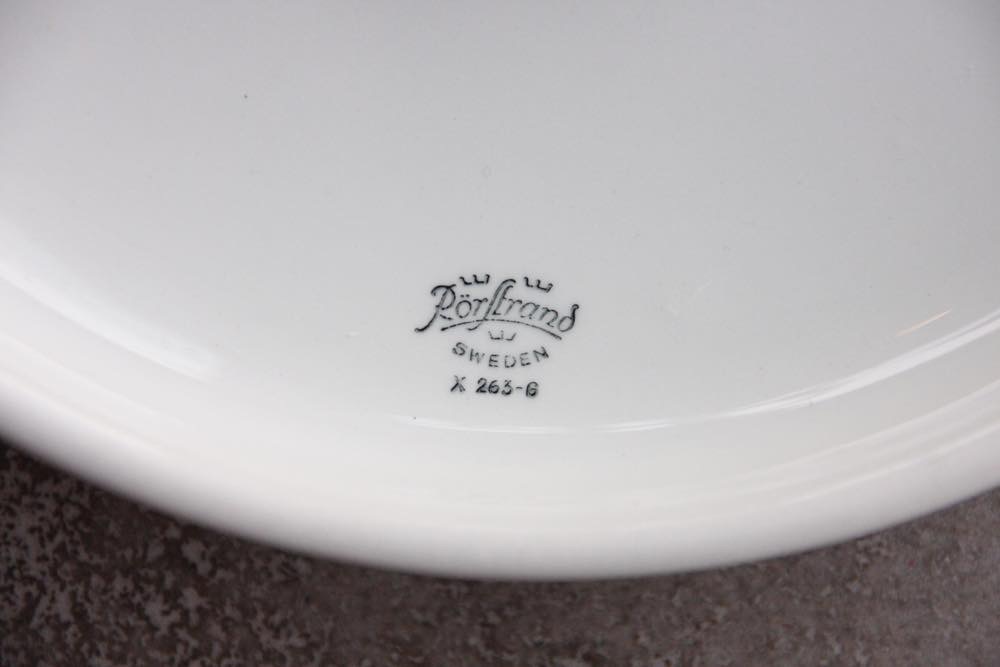 Rörstrand
SWEDEN
X 263-6